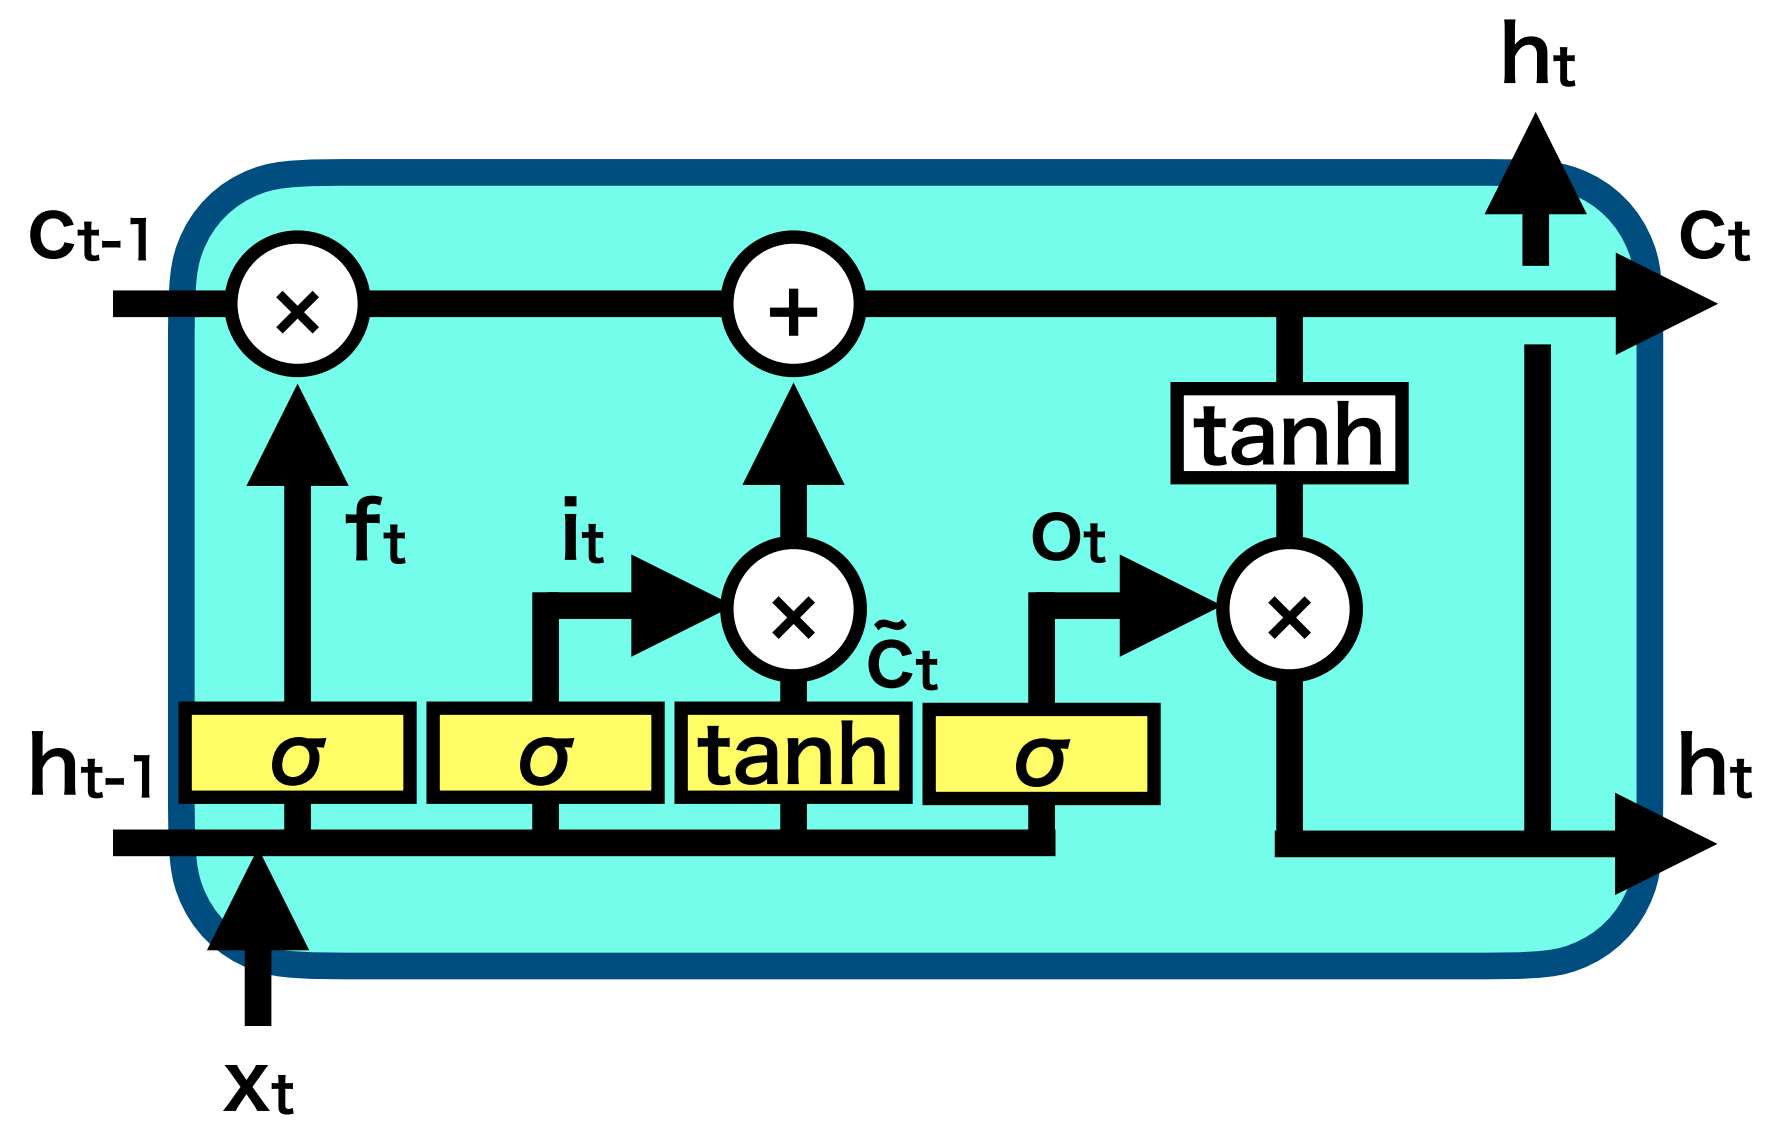 hₜ
cₜ₋₁
cₜ
×
+
tanh
fₜ
iₜ
oₜ
×
×
c̃ₜ
hₜ₋₁
σ
σ
tanh
σ
hₜ
xₜ